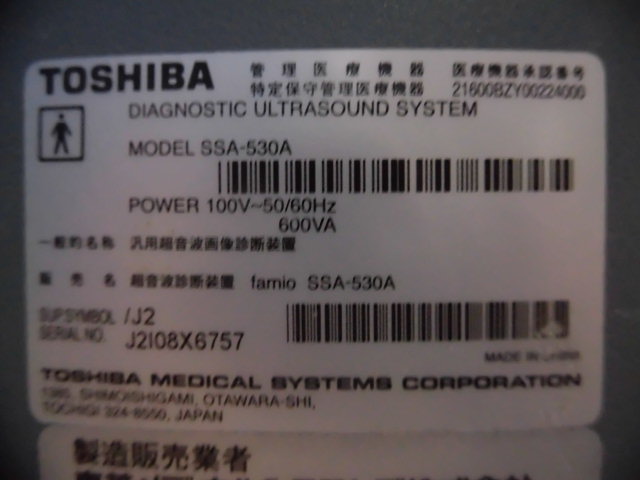 TOSHIBA 管理医療機器 医療機器承認番号
特定保守管理医療機器 21600BZY00224000
DIAGNOSTIC ULTRASOUND SYSTEM
MODEL SSA-530A
POWER 100V~50/60Hz
600VA
一般的名称 汎用超音波画像診断装置
販売名 超音波診断装置 famio SSA-530A
SUP.SYMBOL /J2
SERIAL NO. J2I08X6757
MADE IN
TOSHIBA MEDICAL SYSTEMS CORPORATION
1385, SHIMOISHIGAMI, OTAWARA-SHI,
TOCHIGI 324-8550, JAPAN
製造販売業者